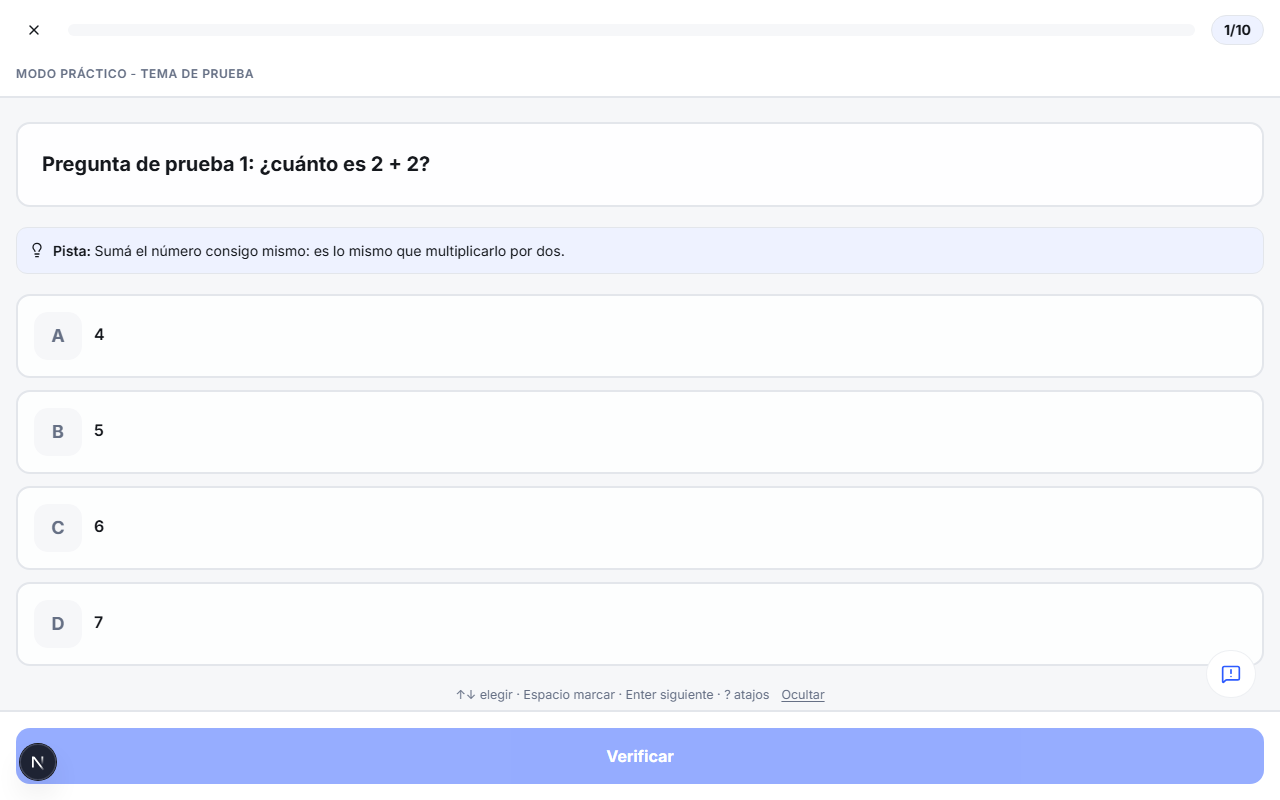 1/10
MODO PRÁCTICO - TEMA DE PRUEBA
Pregunta de prueba 1: ¿cuánto es 2 + 2?
Pista: Sumá el número consigo mismo: es lo mismo que multiplicarlo por dos.
A 4
B 5
C 6
D 7
↑↓ elegir · Espacio marcar · Enter siguiente · ? atajos Ocultar
Verificar
N